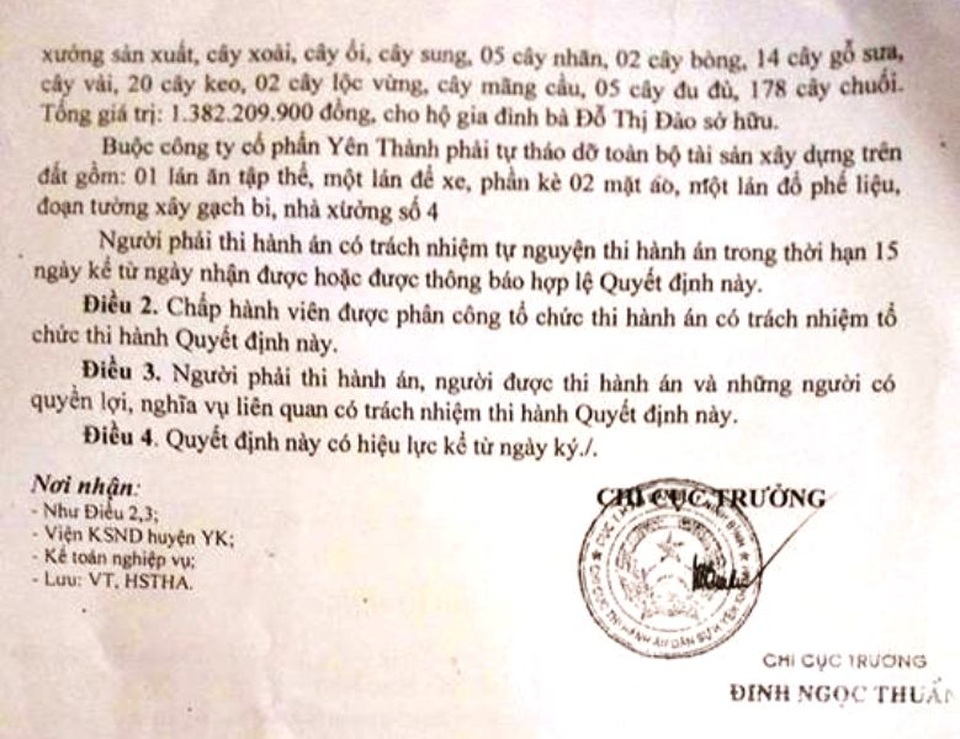 xưởng sản xuất, cây xoài, cây ổi, cây sung, 05 cây nhãn, 02 cây bòng, 14 cây gỗ sưa,
cây vải, 20 cây keo, 02 cây lộc vừng, cây mãng cầu, 05 cây đu đủ, 178 cây chuối.
Tổng giá trị: 1.382.209.900 đồng, cho hộ gia đình bà Đỗ Thị Đào sở hữu.
Buộc công ty cổ phần Yên Thành phải tự tháo dỡ toàn bộ tài sản xây dựng trên
đất gồm: 01 lán ăn tập thể, một lán để xe, phần kè 02 mặt ao, một lán đổ phế liệu,
đoạn tường xây gạch bi, nhà xưởng số 4
Người phải thi hành án có trách nhiệm tự nguyện thi hành án trong thời hạn 15
ngày kể từ ngày nhận được hoặc được thông báo hợp lệ Quyết định này.
Điều 2. Chấp hành viên được phân công tổ chức thi hành án có trách nhiệm tổ
chức thi hành Quyết định này.
Điều 3. Người phải thi hành án, người được thi hành án và những người có
quyền lợi, nghĩa vụ liên quan có trách nhiệm thi hành Quyết định này.
Điều 4. Quyết định này có hiệu lực kể từ ngày ký./.
Nơi nhận:
- Như Điều 2,3;
- Viện KSND huyện YK;
- Kế toán nghiệp vụ;
- Lưu: VT, HSTHA.
CHI CỤC TRƯỞNG
CHI CỤC TRƯỞNG
ĐINH NGỌC THUẤN